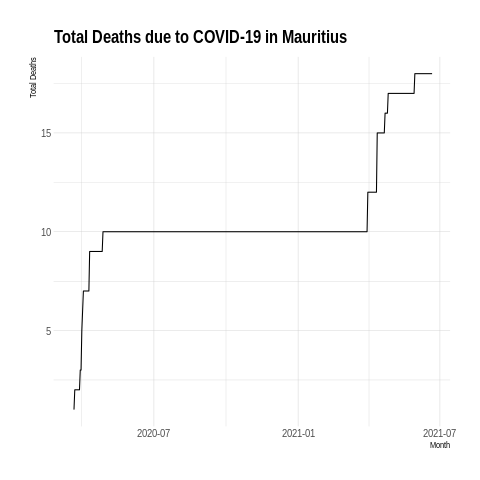 Total Deaths due to COVID-19 in Mauritius
Total Deaths
15
10
5
2020-07
2021-01
2021-07
Month